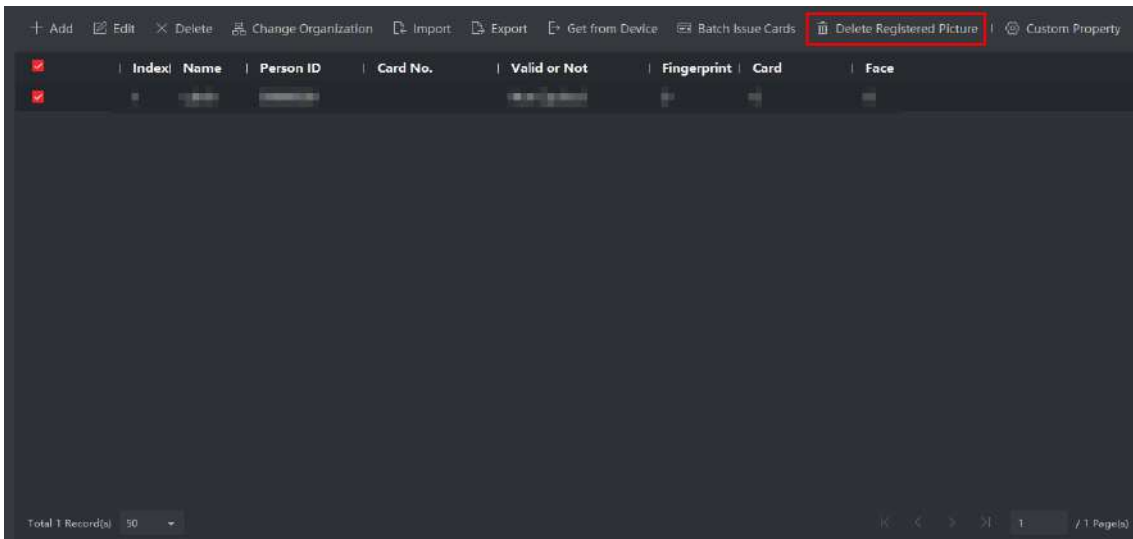 Add Edit Delete Change Organization Import Export Get from Device Batch Issue Cards Delete Registered Picture Custom Property
Index Name Person ID Card No. Valid or Not Fingerprint Card Face
Total 1 Record(s) 50 1 / 1 Page(s)